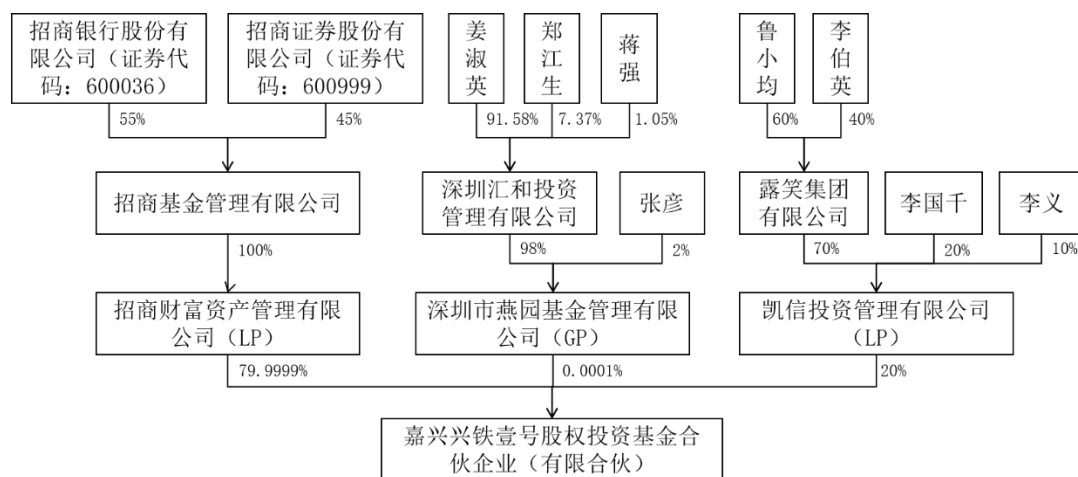 招商银行股份有
限公司（证券代
码：600036）
招商证券股份有
限公司（证券代
码：600999）
姜淑英
郑江生
蒋强
鲁小均
李伯英
55%
45%
91.58%
7.37%
1.05%
60%
40%
招商基金管理有限公司
深圳汇和投资
管理有限公司
张彦
露笑集团
有限公司
李国千
李义
100%
98%
2%
70%
20%
10%
招商财富资产管理有限
公司（LP）
深圳市燕园基金管理有限
公司（GP）
凯信投资管理有限公司
（LP）
79.9999%
0.0001%
20%
嘉兴兴铁壹号股权投资基金合
伙企业（有限合伙）